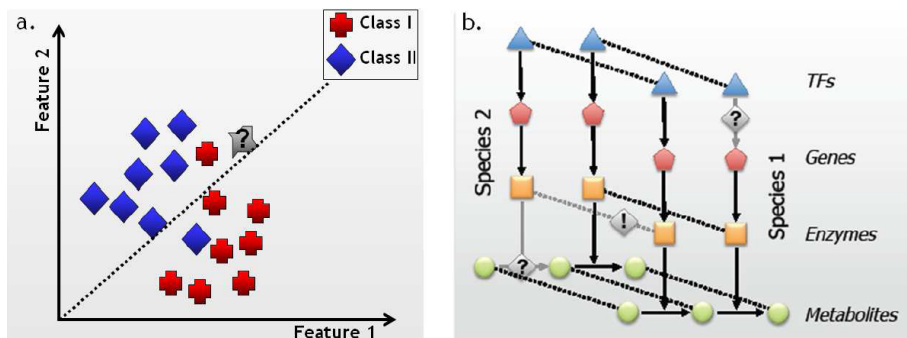 a.
Class I
Class II
Feature 2
?
Feature 1
b.
TFs
?
Species 2
Genes
Species 1
!
Enzymes
?
Metabolites